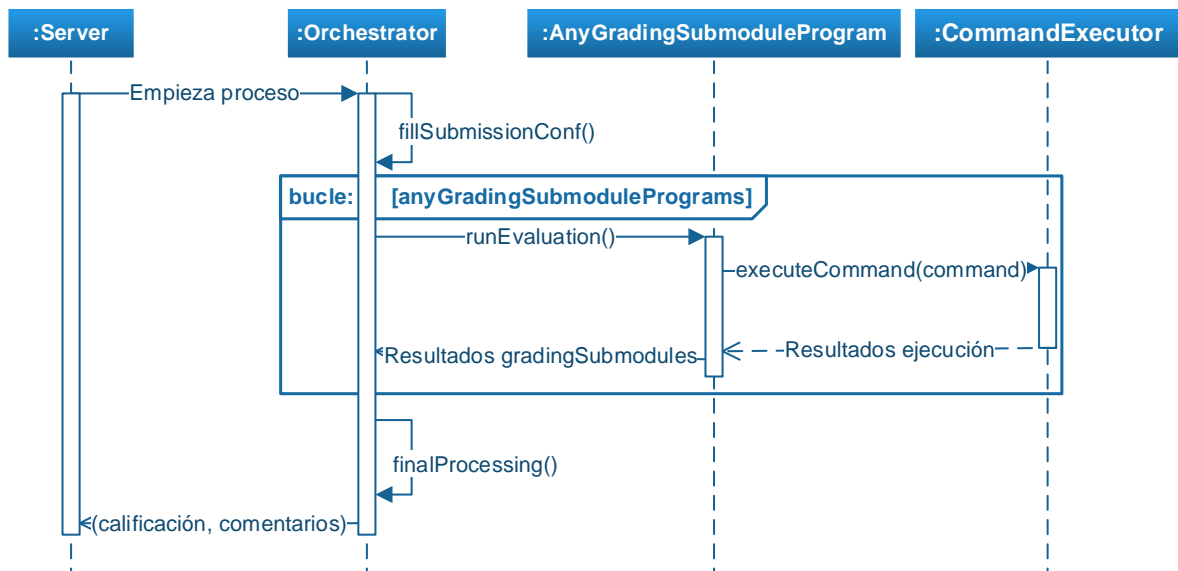 :Server
:Orchestrator
:AnyGradingSubmoduleProgram
:CommandExecutor
Empieza proceso
fillSubmissionConf()
bucle: [anyGradingSubmodulePrograms]
runEvaluation()
executeCommand(command)
Resultados ejecución
Resultados gradingSubmodules
finalProcessing()
(calificación, comentarios)